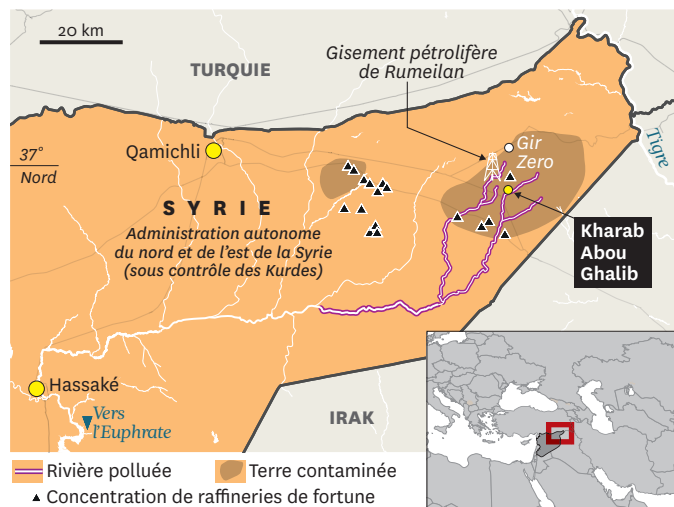 20 km
TURQUIE
Gisement pétrolifère
de Rumeilan
Gir
Zero
Tigre
Qamichli
37°
Nord
SYRIE
Administration autonome
du nord et de l'est de la Syrie
(sous contrôle des Kurdes)
Kharab
Abou
Ghalib
Hassaké
Vers
l'Euphrate
IRAK
Rivière polluée
Terre contaminée
Concentration de raffineries de fortune